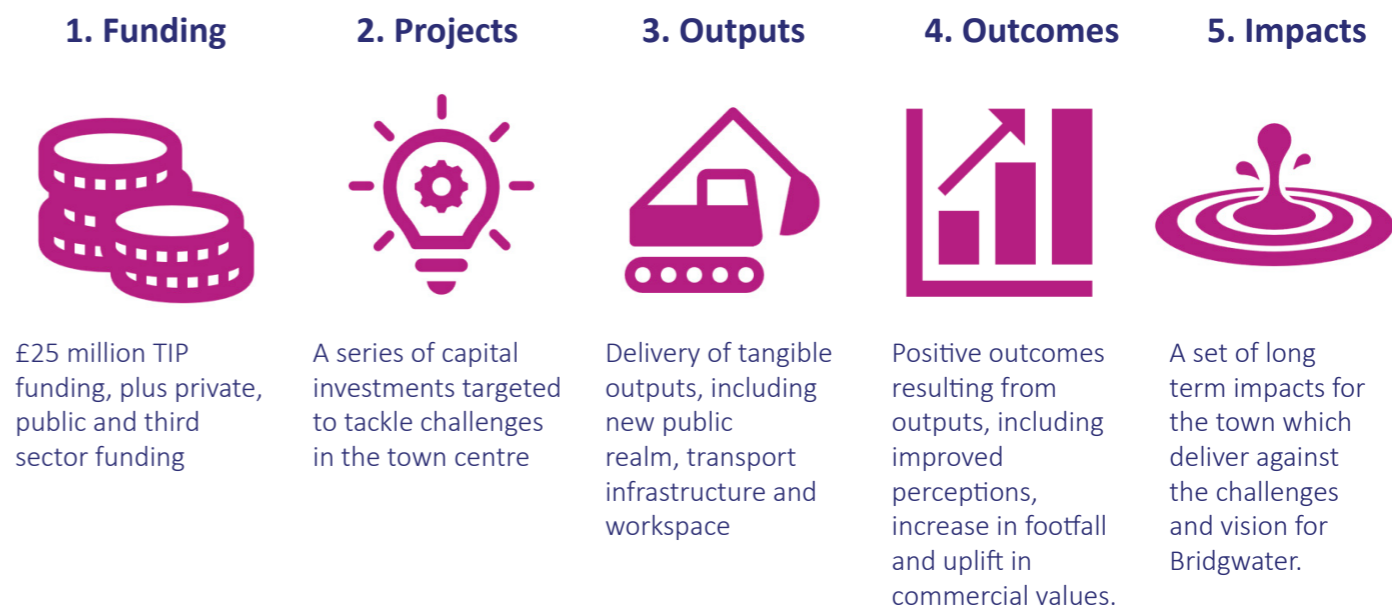 1. Funding
£25 million TIP
funding, plus private,
public and third
sector funding
2. Projects
A series of capital
investments targeted
to tackle challenges
in the town centre
3. Outputs
Delivery of tangible
outputs, including
new public
realm, transport
infrastructure and
workspace
4. Outcomes
Positive outcomes
resulting from
outputs, including
improved
perceptions,
increase in footfall
and uplift in
commercial values.
5. Impacts
A set of long
term impacts for
the town which
deliver against
the challenges
and vision for
Bridgwater.